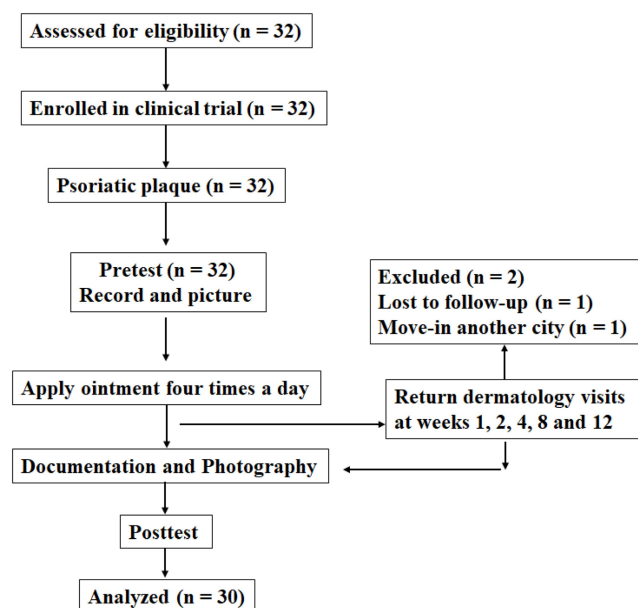 Assessed for eligibility (n = 32)
Enrolled in clinical trial (n = 32)
Psoriatic plaque (n = 32)
Pretest (n = 32)
Record and picture
Excluded (n = 2)
Lost to follow-up (n = 1)
Move-in another city (n = 1)
Apply ointment four times a day
Return dermatology visits
at weeks 1, 2, 4, 8 and 12
Documentation and Photography
Posttest
Analyzed (n = 30)